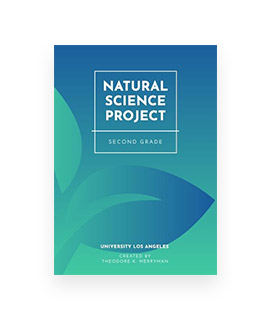 NATURAL
SCIENCE
PROJECT
SECOND GRADE
UNIVERSITY LOS ANGELES
CREATED BY
THEODORE K. MERRYMAN